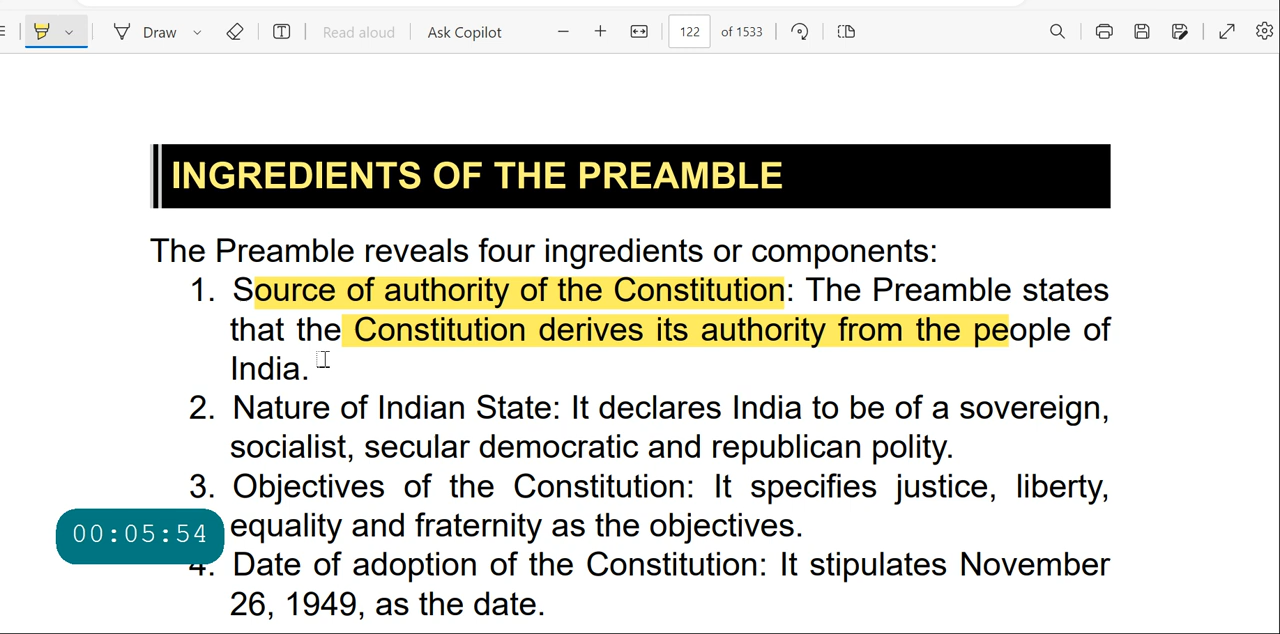 Draw
Read aloud
Ask Copilot
122
of 1533
INGREDIENTS OF THE PREAMBLE
The Preamble reveals four ingredients or components:
1. Source of authority of the Constitution: The Preamble states
that the Constitution derives its authority from the people of
India.
2. Nature of Indian State: It declares India to be of a sovereign,
socialist, secular democratic and republican polity.
3. Objectives of the Constitution: It specifies justice, liberty,
equality and fraternity as the objectives.
00:05:54
4. Date of adoption of the Constitution: It stipulates November
26, 1949, as the date.